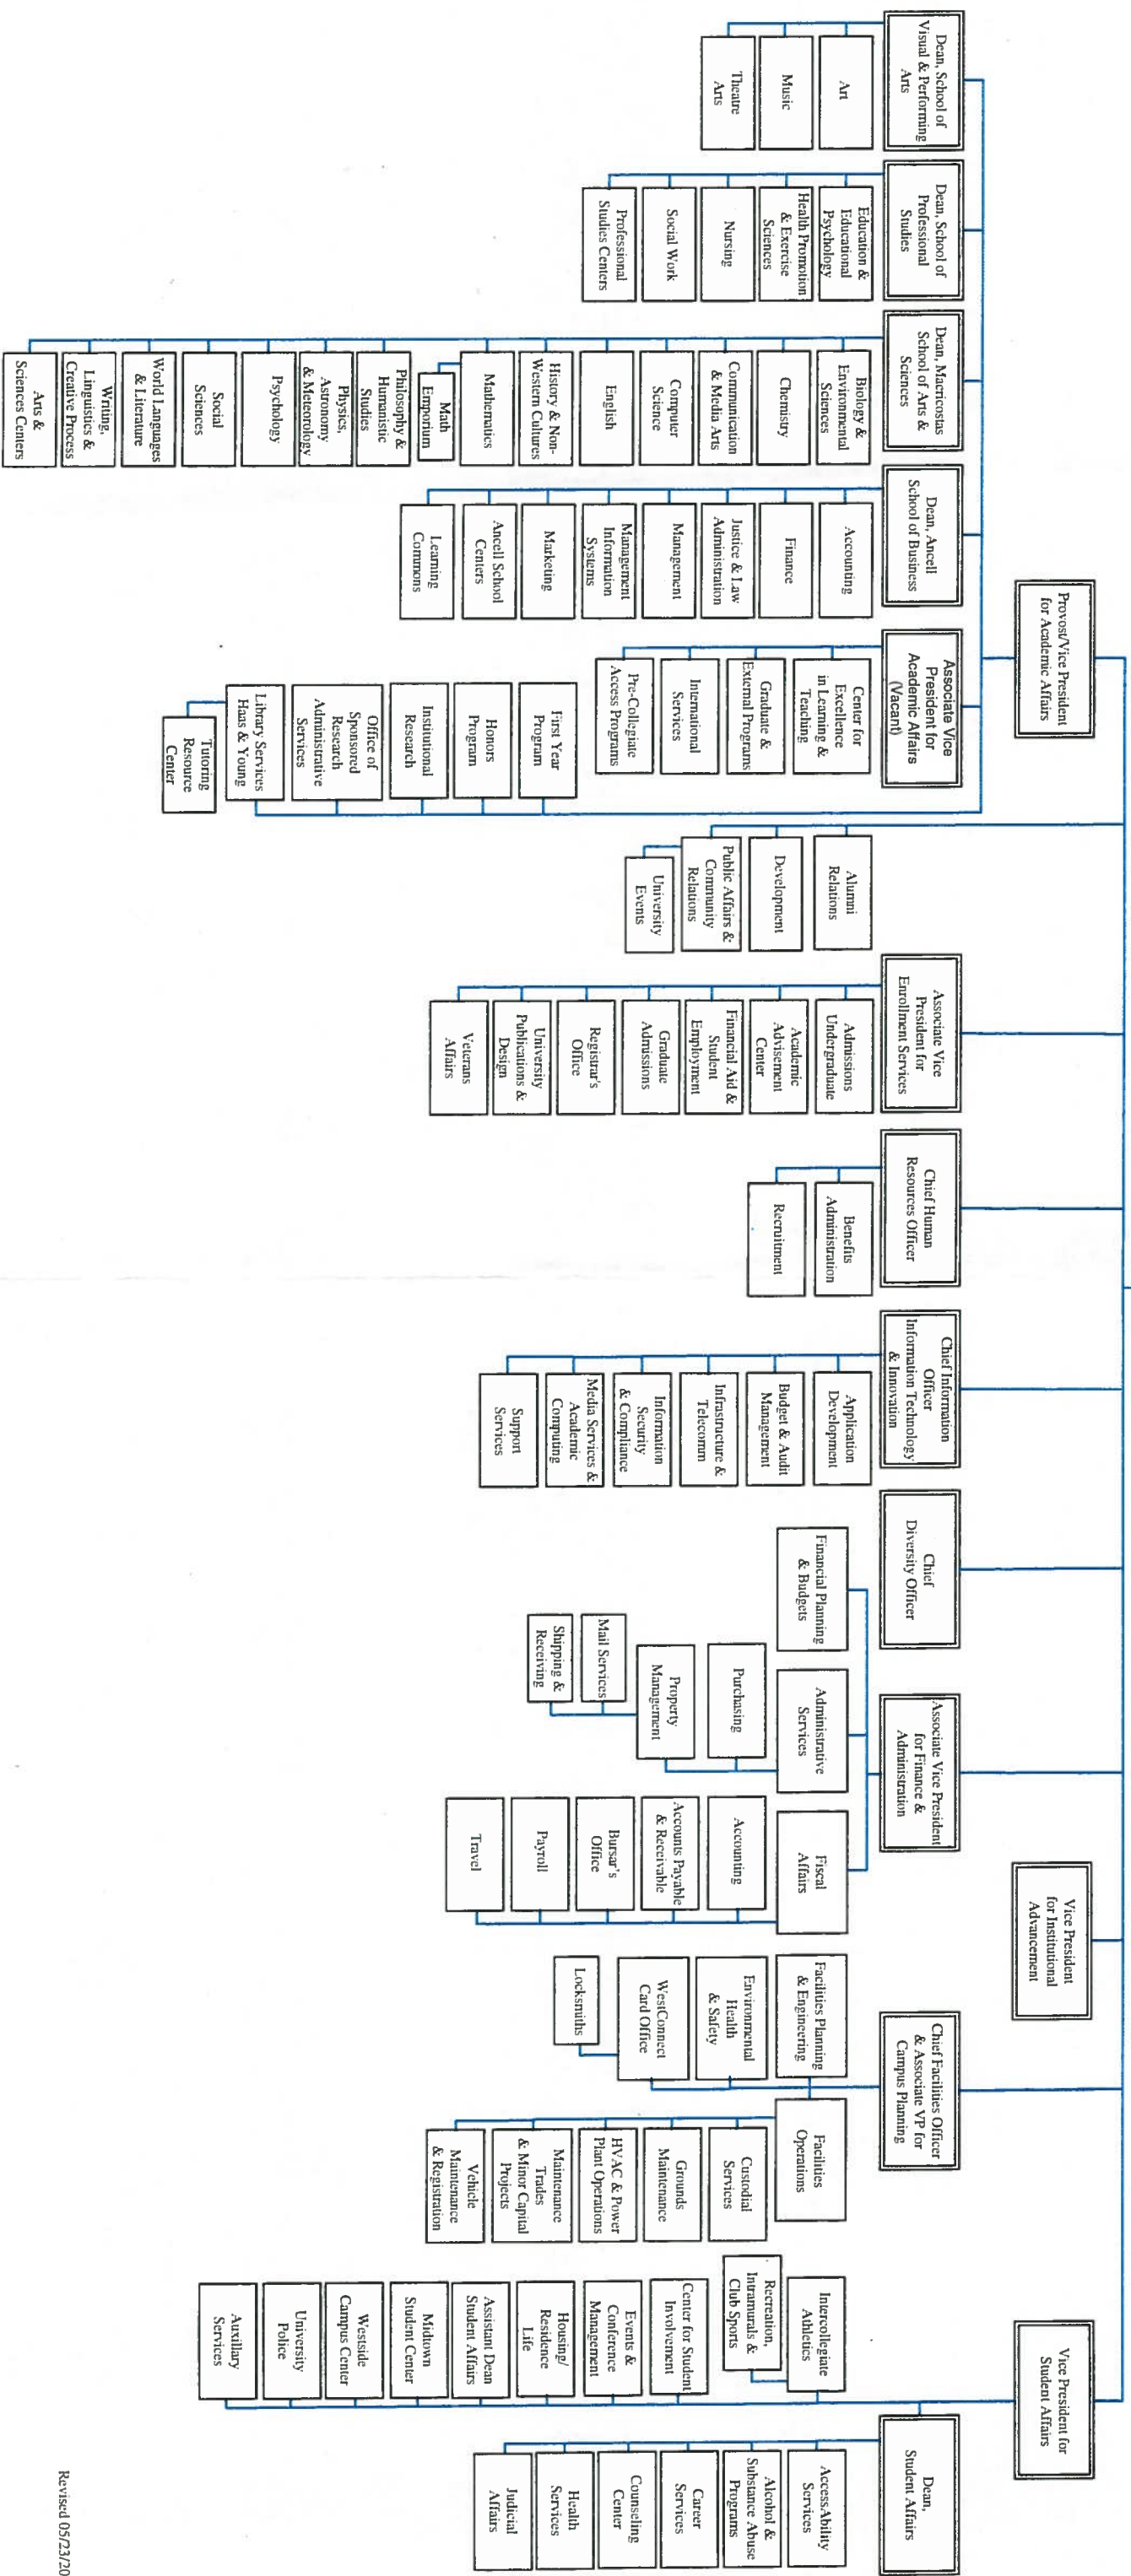 Provost/Vice President
for Academic Affairs
Vice President
for Institutional
Advancement
Vice President for
Student Affairs
Dean, School of
Visual & Performing
Arts
Art
Music
Theatre
Arts
Dean, School of
Professional
Studies
Education &
Educational
Psychology
Health Promotion
& Exercise
Sciences
Nursing
Social Work
Professional
Studies Centers
Dean, Macricostas
School of Arts &
Sciences
Biology &
Environmental
Sciences
Chemistry
Communication
& Media Arts
Computer
Science
English
History & Non-
Western Cultures
Mathematics
Math
Emporium
Philosophy &
Humanistic
Studies
Physics,
Astronomy
& Meteorology
Psychology
Social
Sciences
World Languages
& Literature
Writing,
Linguistics &
Creative Process
Arts &
Sciences Centers
Dean, Ancell
School of Business
Accounting
Finance
Justice & Law
Administration
Management
Management
Information
Systems
Marketing
Ancell School
Centers
Learning
Commons
Associate Vice
President for
Academic Affairs
(Vacant)
Center for
Excellence
in Learning &
Teaching
Graduate &
External Programs
International
Services
Pre-Collegiate
Access Programs
First Year
Program
Honors
Program
Institutional
Research
Office of
Sponsored
Research
Administrative
Services
Library Services
Haas & Young
Tutoring
Resource
Center
Alumni
Relations
Development
Public Affairs &
Community
Relations
University
Events
Associate Vice
President for
Enrollment Services
Admissions
Undergraduate
Academic
Advisement
Center
Financial Aid &
Student
Employment
Graduate
Admissions
Registrar's
Office
University
Publications &
Design
Veterans
Affairs
Chief Human
Resources Officer
Benefits
Administration
Recruitment
Chief Information
Officer
Information Technology
& Innovation
Application
Development
Budget & Audit
Management
Infrastructure &
Telecomm
Information
Security
& Compliance
Media Services &
Academic
Computing
Support
Services
Chief
Diversity Officer
Associate Vice President
for Finance &
Administration
Financial Planning
& Budgets
Administrative
Services
Purchasing
Property
Management
Mail Services
Shipping &
Receiving
Fiscal
Affairs
Accounting
Accounts Payable
& Receivable
Bursar's
Office
Payroll
Travel
Chief Facilities Officer
& Associate VP for
Campus Planning
Facilities Planning
& Engineering
Environmental
Health
& Safety
WestConnect
Card Office
Locksmiths
Facilities
Operations
Custodial
Services
Grounds
Maintenance
HVAC & Power
Plant Operations
Maintenance
Trades
& Minor Capital
Projects
Vehicle
Maintenance
& Registration
Intercollegiate
Athletics
Recreation,
Intramurals &
Club Sports
Center for Student
Involvement
Events &
Conference
Management
Housing/
Residence
Life
Assistant Dean
Student Affairs
Midtown
Student Center
Westside
Campus Center
University
Police
Auxillary
Services
Dean,
Student Affairs
AccessAbility
Services
Alcohol &
Substance Abuse
Programs
Career
Services
Counseling
Center
Health
Services
Judicial
Affairs
Revised 05/23/20